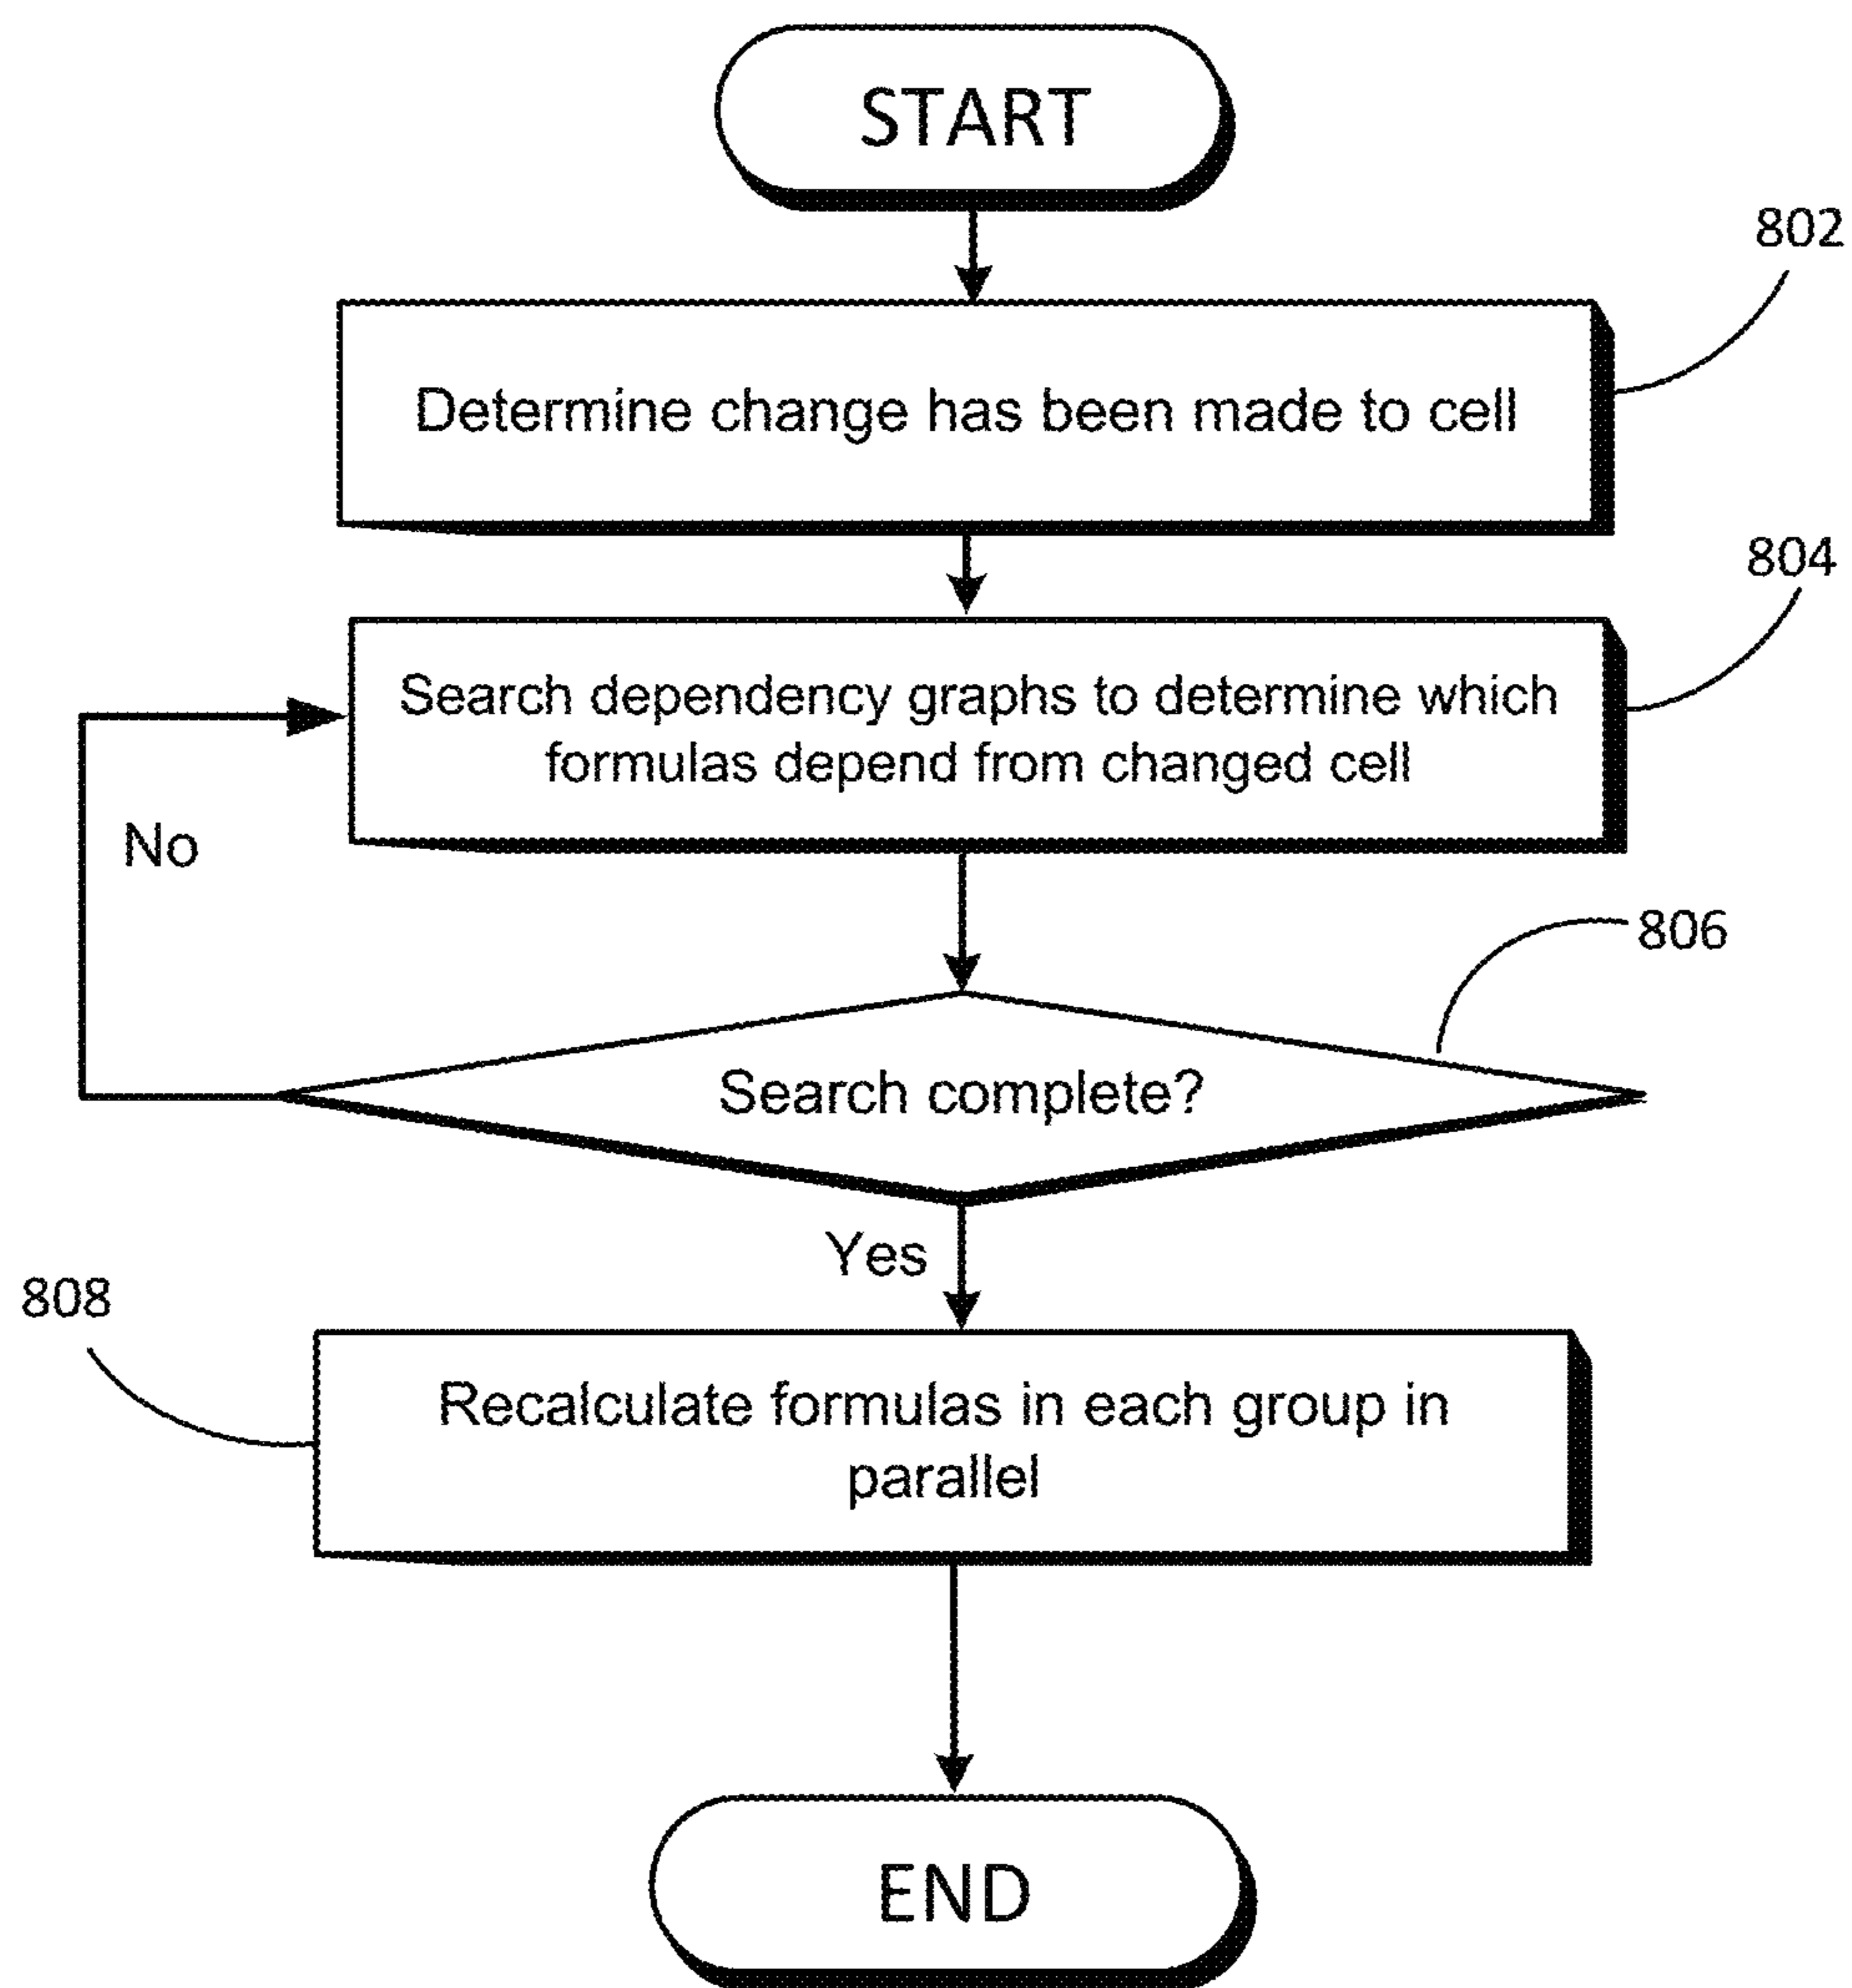 START
802
Determine change has been made to cell
804
Search dependency graphs to determine which
formulas depend from changed cell
No
806
Search complete?
Yes
808
Recalculate formulas in each group in
parallel
END